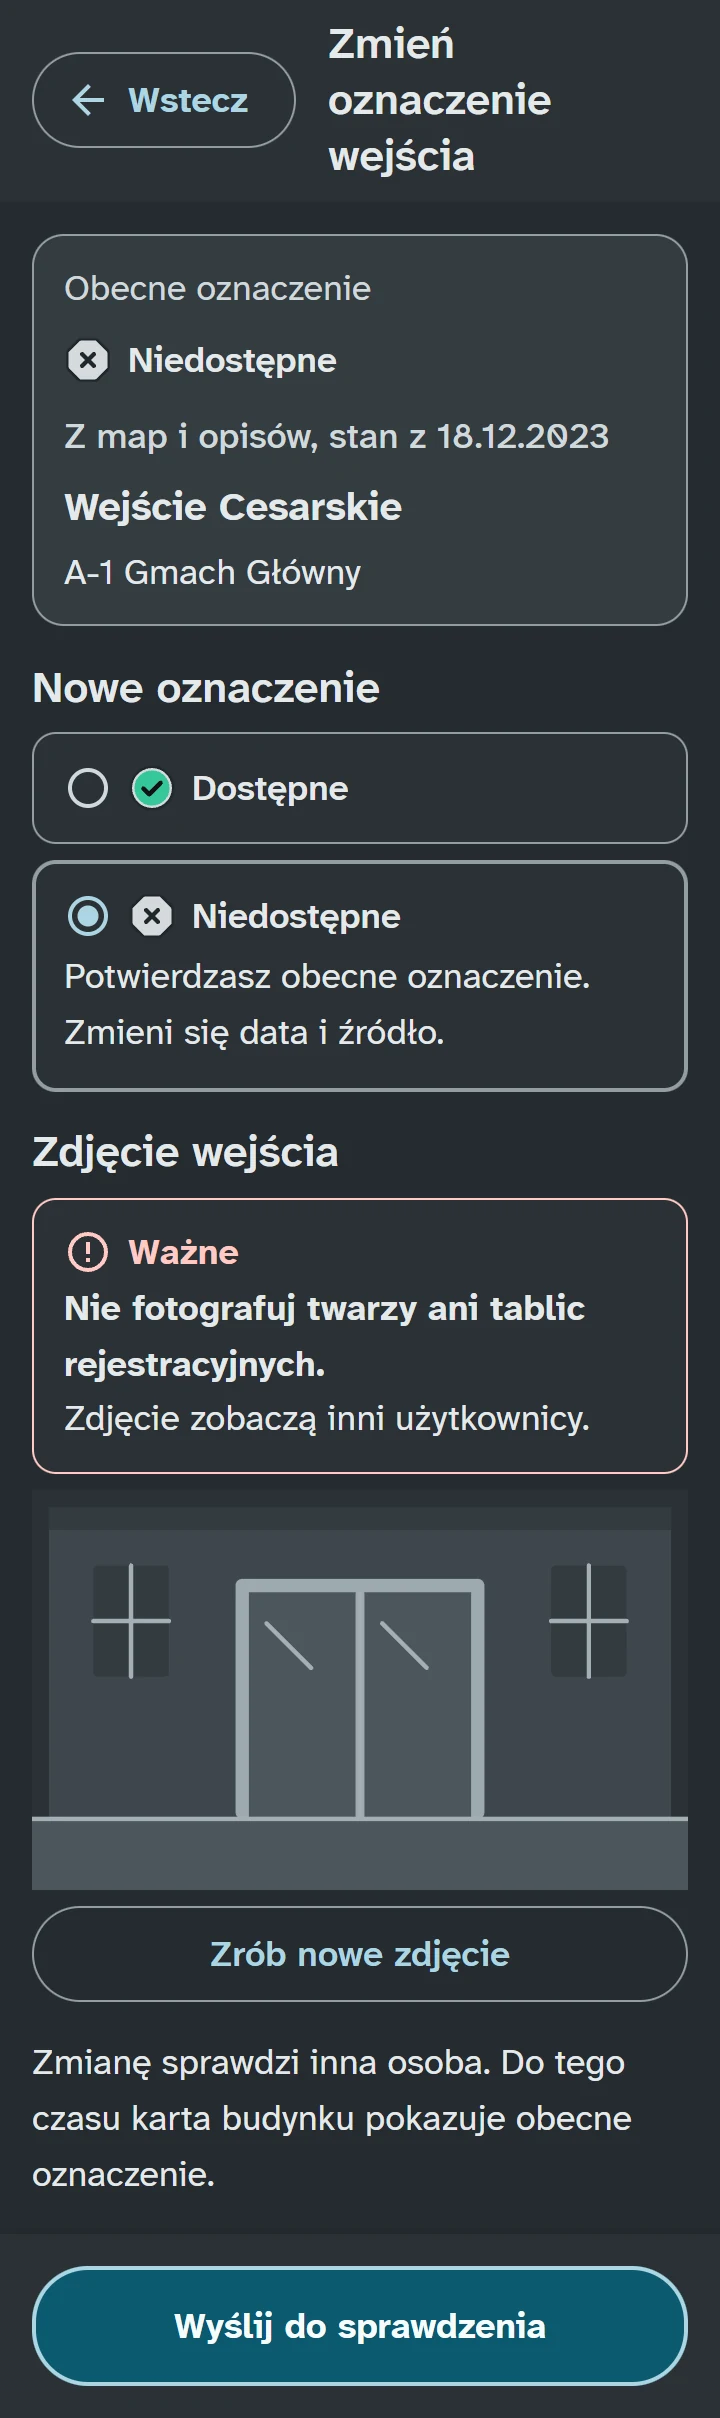 Wstecz
Zmień
oznaczenie
wejścia
Obecne oznaczenie
Niedostępne
Z map i opisów, stan z 18.12.2023
Wejście Cesarskie
A-1 Gmach Główny
Nowe oznaczenie
Dostępne
Niedostępne
Potwierdzasz obecne oznaczenie.
Zmieni się data i źródło.
Zdjęcie wejścia
Ważne
Nie fotografuj twarzy ani tablic
rejestracyjnych.
Zdjęcie zobaczą inni użytkownicy.
Zrób nowe zdjęcie
Zmianę sprawdzi inna osoba. Do tego
czasu karta budynku pokazuje obecne
oznaczenie.
Wyślij do sprawdzenia